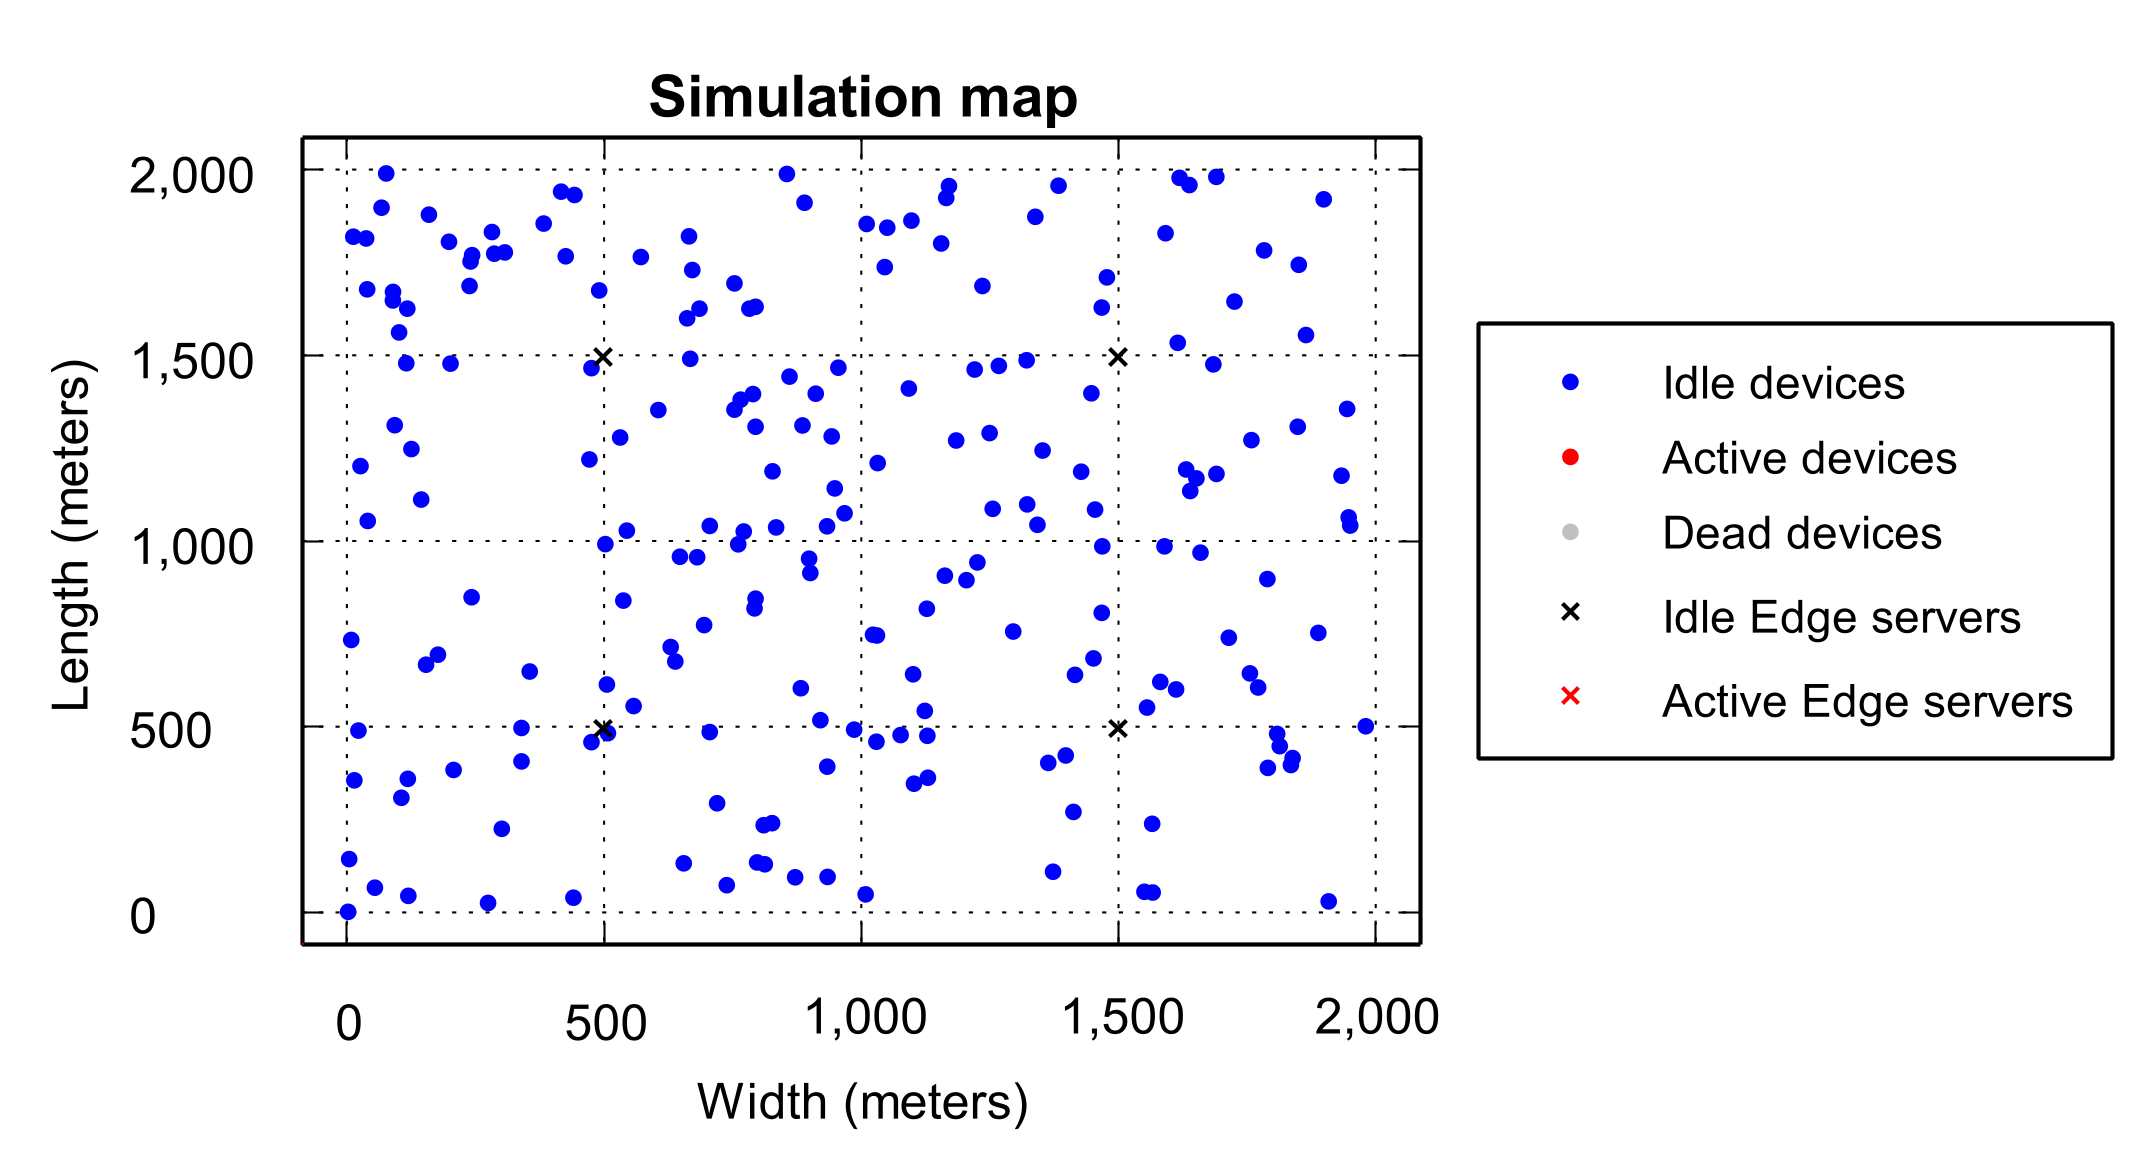 Simulation map
2,000
1,500
1,000
500
0
Length (meters)
0
500
1,000
1,500
2,000
Width (meters)
Idle devices
Active devices
Dead devices
Idle Edge servers
Active Edge servers